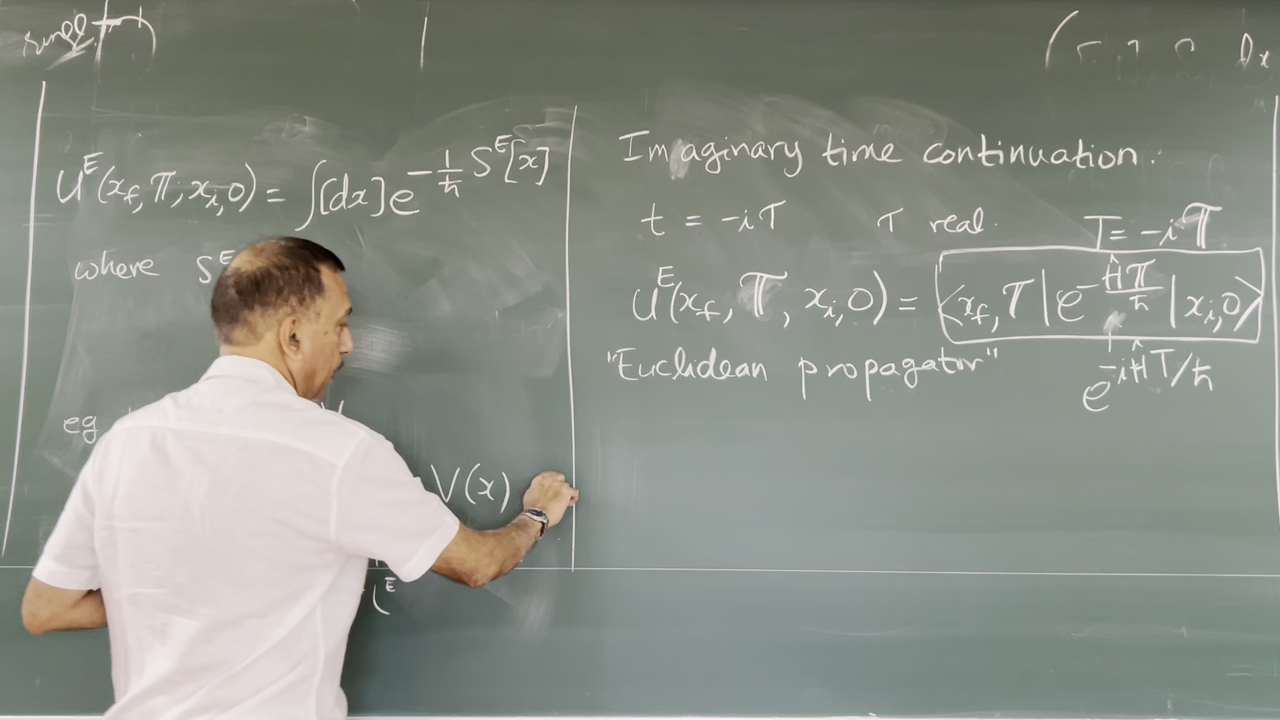 U^E(x_f, 𝕋, x_i, 0) = ∫[dx] e^{-1/ħ S^E[x]}
where S^E
eg
V(x)
Imaginary time continuation:
t = -iτ τ real. T = -i𝕋
U^E(x_f, 𝕋, x_i, 0) = ⟨x_f, T| e^{-Ĥ𝕋/ħ} |x_i, 0⟩
"Euclidean propagator" e^{-iĤT/ħ}